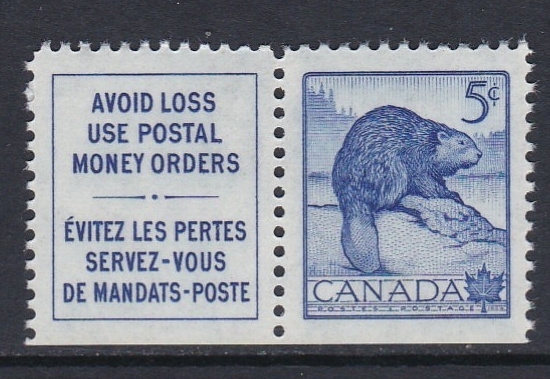 AVOID LOSS
USE POSTAL
MONEY ORDERS
ÉVITEZ LES PERTES
SERVEZ-VOUS
DE MANDATS-POSTE
5¢
CANADA
POSTES POSTAGE